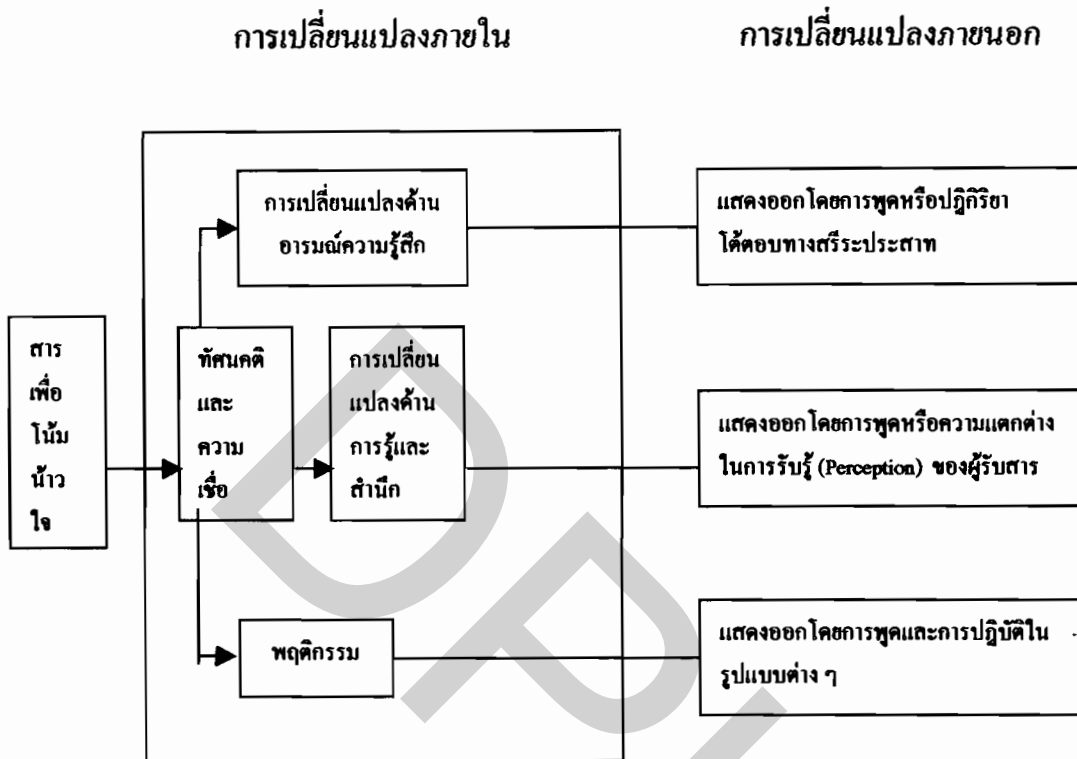 การเปลี่ยนแปลงภายใน
การเปลี่ยนแปลงภายนอก
การเปลี่ยนแปลงด้าน
อารมณ์ความรู้สึก
แสดงออกโดยการพูดหรือปฏิกิริยา
โต้ตอบทางสรีระประสาท
สาร
เพื่อ
โน้ม
น้าว
ใจ
ทัศนคติ
และ
ความ
เชื่อ
การเปลี่ยน
แปลงด้าน
การรู้และ
สำนึก
แสดงออกโดยการพูดหรือความแตกต่าง
ในการรับรู้ (Perception) ของผู้รับสาร
พฤติกรรม
แสดงออกโดยการพูดและการปฏิบัติใน
รูปแบบต่าง ๆ